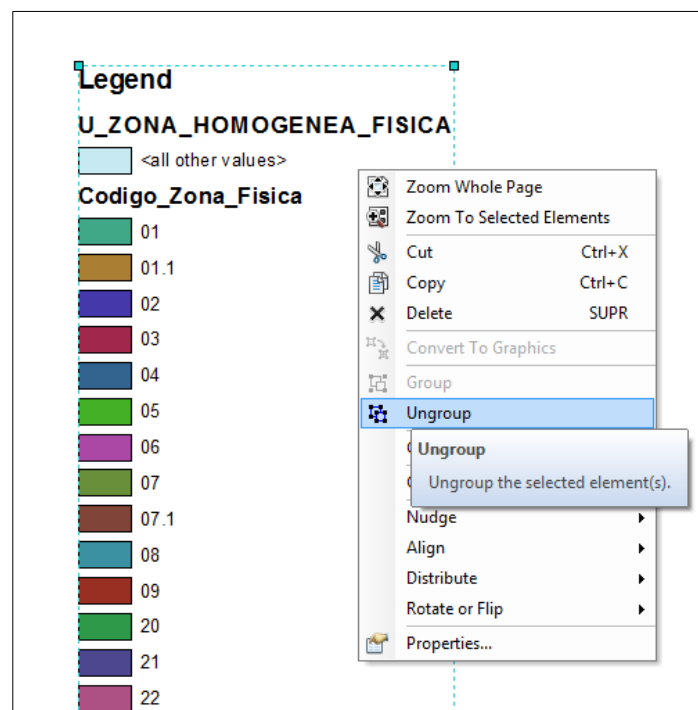 Legend
U_ZONA_HOMOGENEA_FISICA
<all other values>
Codigo_Zona_Fisica
01
01.1
02
03
04
05
06
07
07.1
08
09
20
21
22
Zoom Whole Page
Zoom To Selected Elements
Cut Ctrl+X
Copy Ctrl+C
Delete SUPR
Convert To Graphics
Group
Ungroup
Ungroup
Ungroup the selected element(s).
Nudge
Align
Distribute
Rotate or Flip
Properties...